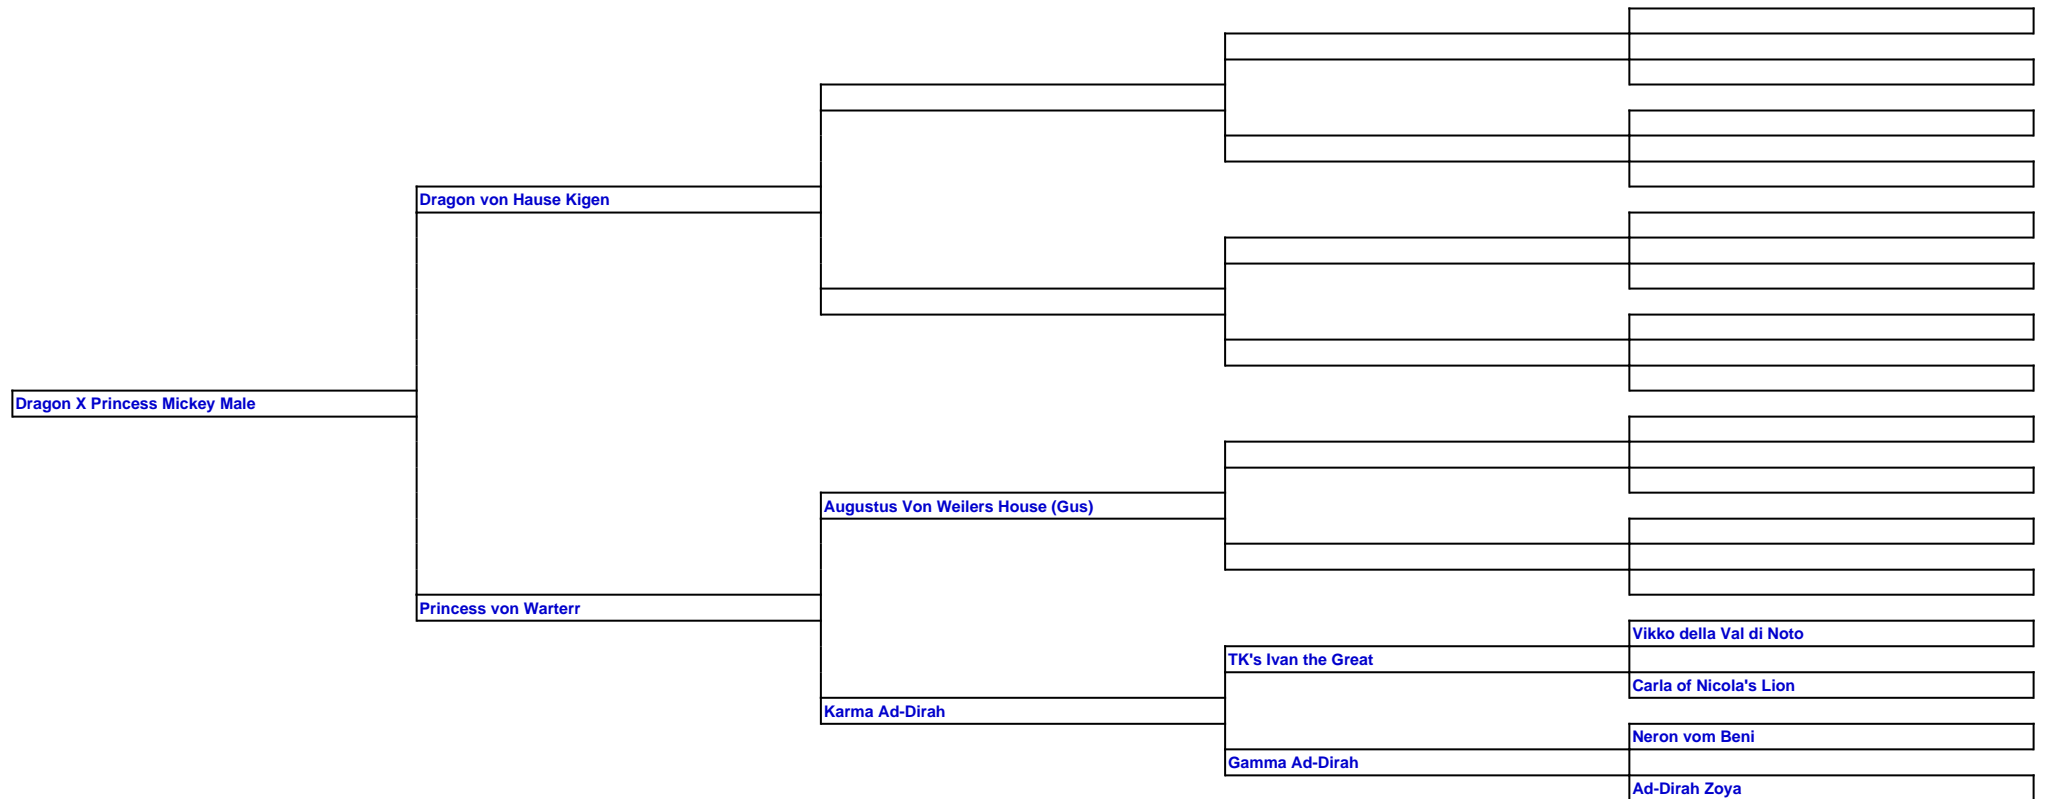 Dragon von Hause Kigen
Dragon X Princess Mickey Male
Augustus Von Weilers House (Gus)
Princess von Warterr
Vikko della Val di Noto
TK's Ivan the Great
Carla of Nicola's Lion
Karma Ad-Dirah
Neron vom Beni
Gamma Ad-Dirah
Ad-Dirah Zoya